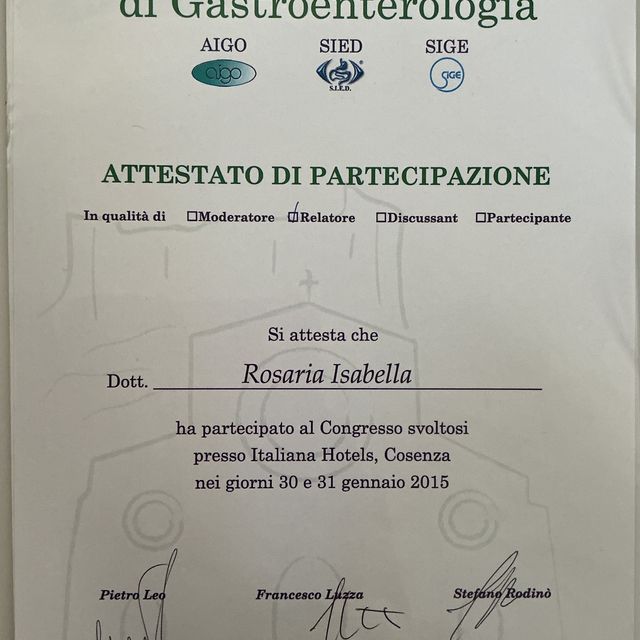 di Gastroenterologia
AIGO SIED SIGE
aigo S.I.E.D. SIGE
ATTESTATO DI PARTECIPAZIONE
In qualità di ☐Moderatore ☑Relatore ☐Discussant ☐Partecipante
Si attesta che
Dott. Rosaria Isabella
ha partecipato al Congresso svoltosi
presso Italiana Hotels, Cosenza
nei giorni 30 e 31 gennaio 2015
Pietro Leo Francesco Luzza Stefano Rodinò